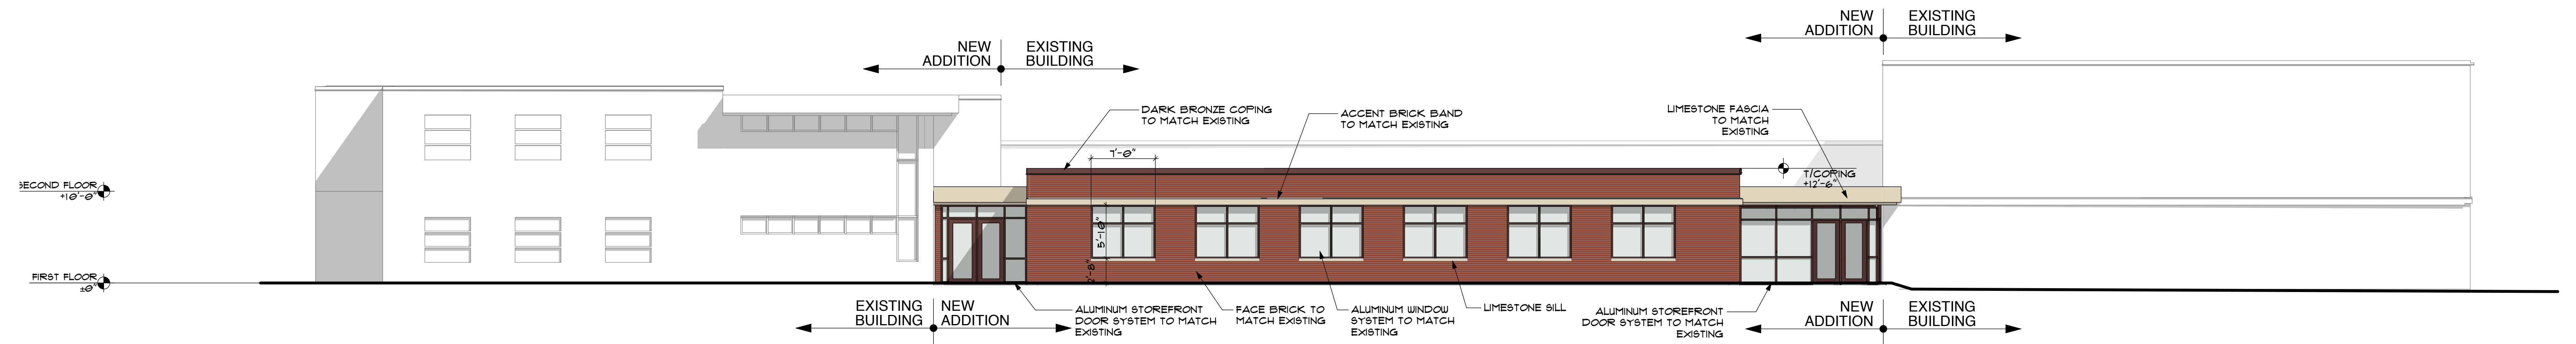 NEW
ADDITION
EXISTING
BUILDING
NEW
ADDITION
EXISTING
BUILDING
DARK BRONZE COPING
TO MATCH EXISTING
ACCENT BRICK BAND
TO MATCH EXISTING
LIMESTONE FASCIA
TO MATCH
EXISTING
7'-0"
T/COPING
+12'-6"
SECOND FLOOR
+10'-0"
5'-10"
2'-8"
FIRST FLOOR
±0"
EXISTING
BUILDING
NEW
ADDITION
ALUMINUM STOREFRONT
DOOR SYSTEM TO MATCH
EXISTING
FACE BRICK TO
MATCH EXISTING
ALUMINUM WINDOW
SYSTEM TO MATCH
EXISTING
LIMESTONE SILL
ALUMINUM STOREFRONT
DOOR SYSTEM TO MATCH
EXISTING
NEW
ADDITION
EXISTING
BUILDING